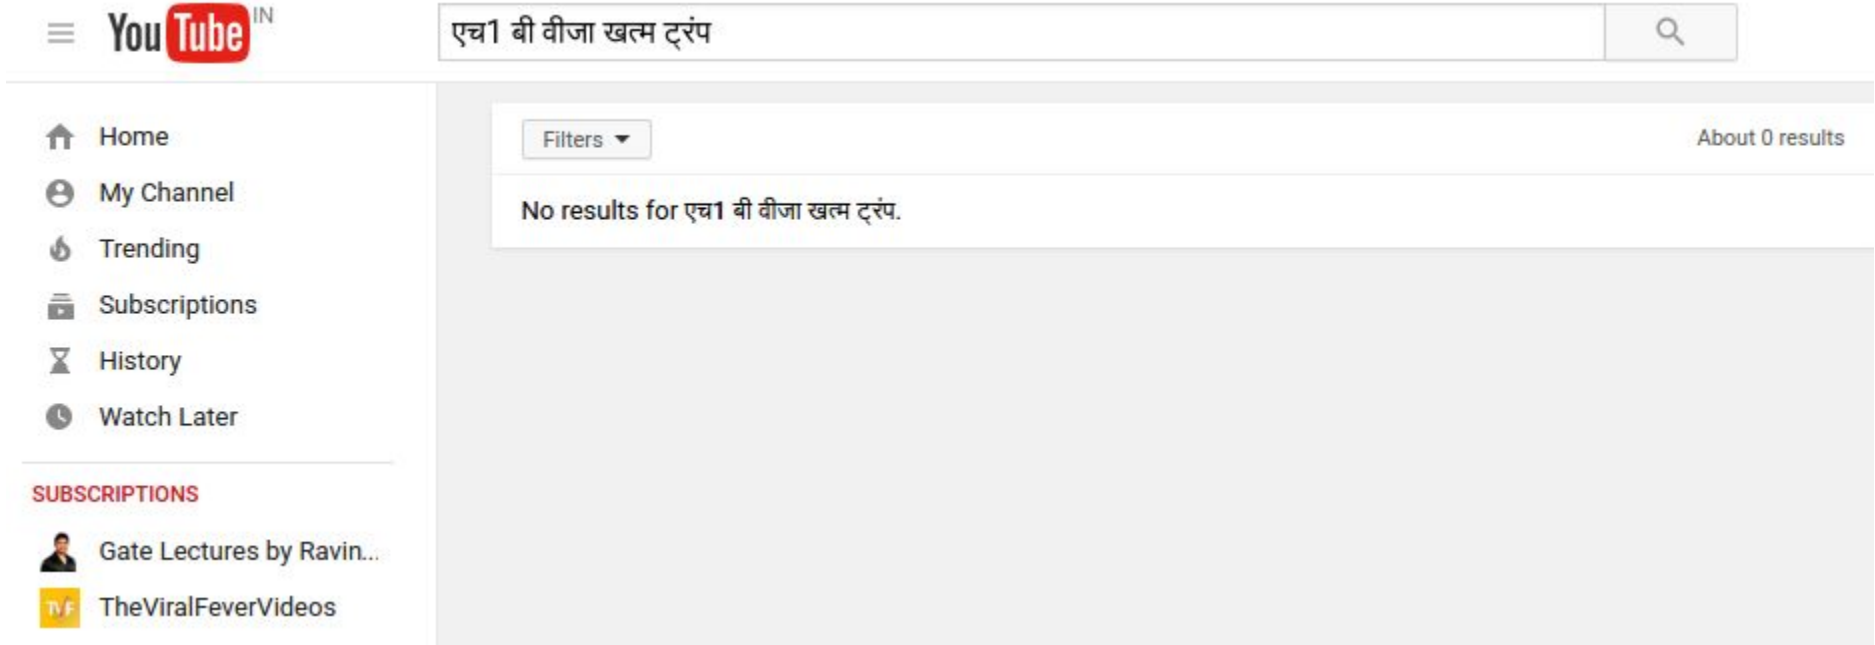 YouTube IN
एच1 बी वीजा खत्म ट्रंप
Home
My Channel
Trending
Subscriptions
History
Watch Later
SUBSCRIPTIONS
Gate Lectures by Ravin...
TVF TheViralFeverVideos
Filters
About 0 results
No results for एच1 बी वीजा खत्म ट्रंप.